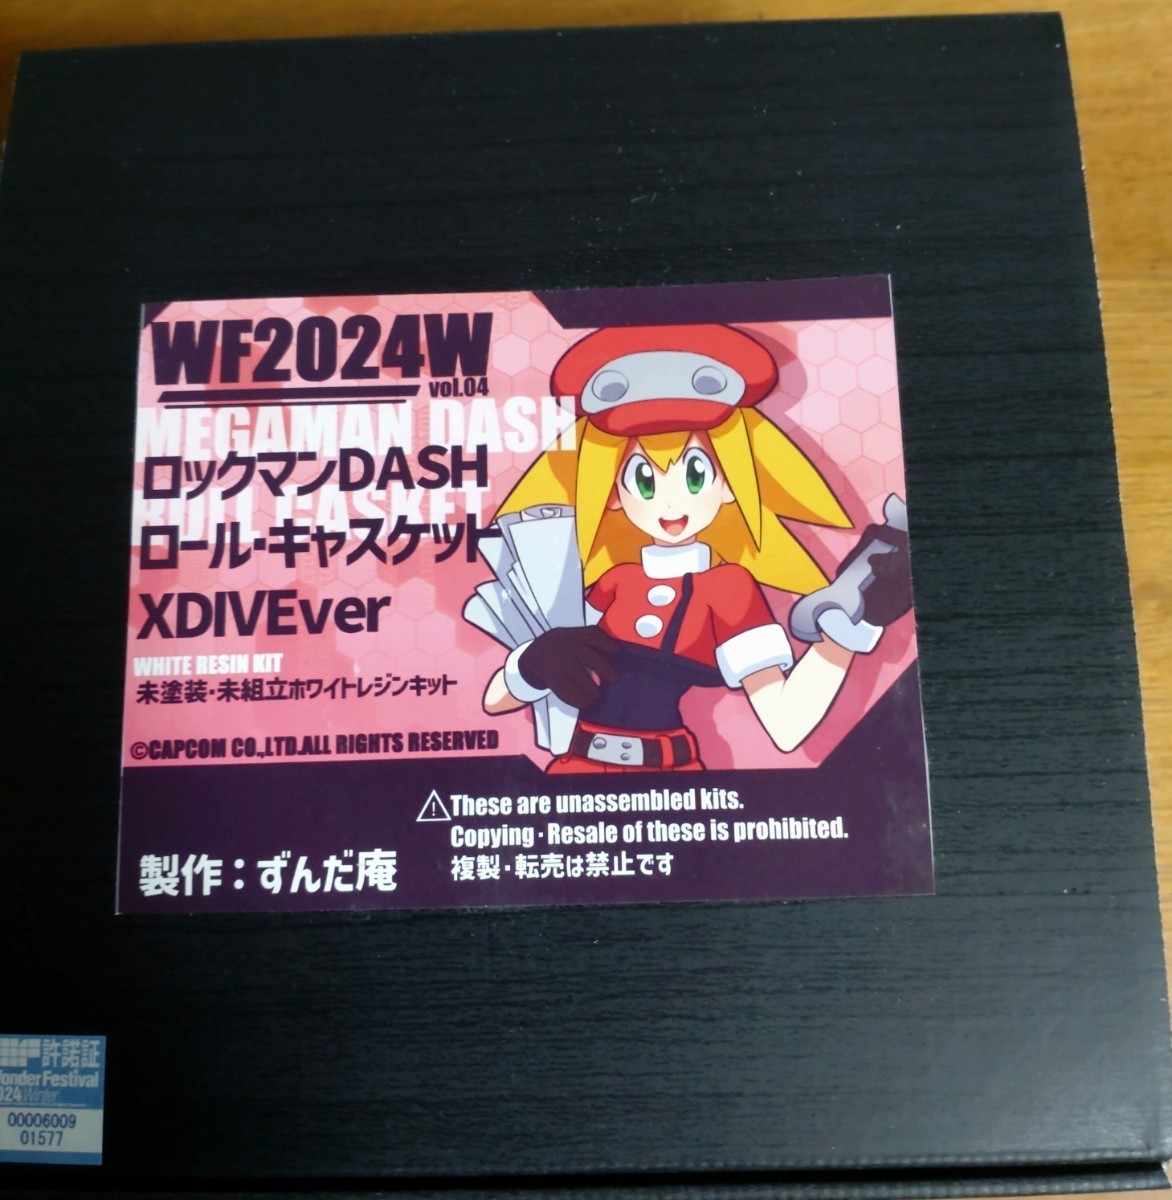 WF2024W
vol.04
MEGAMAN DASH
ロックマンDASH
ROLL CASKET
ロール・キャスケット
XDIVEver
WHITE RESIN KIT
未塗装・未組立ホワイトレジンキット
©CAPCOM CO.,LTD.ALL RIGHTS RESERVED
These are unassembled kits.
Copying・Resale of these is prohibited.
複製・転売は禁止です
製作：ずんだ庵
許諾証
Festival
Winter
00006009
01577